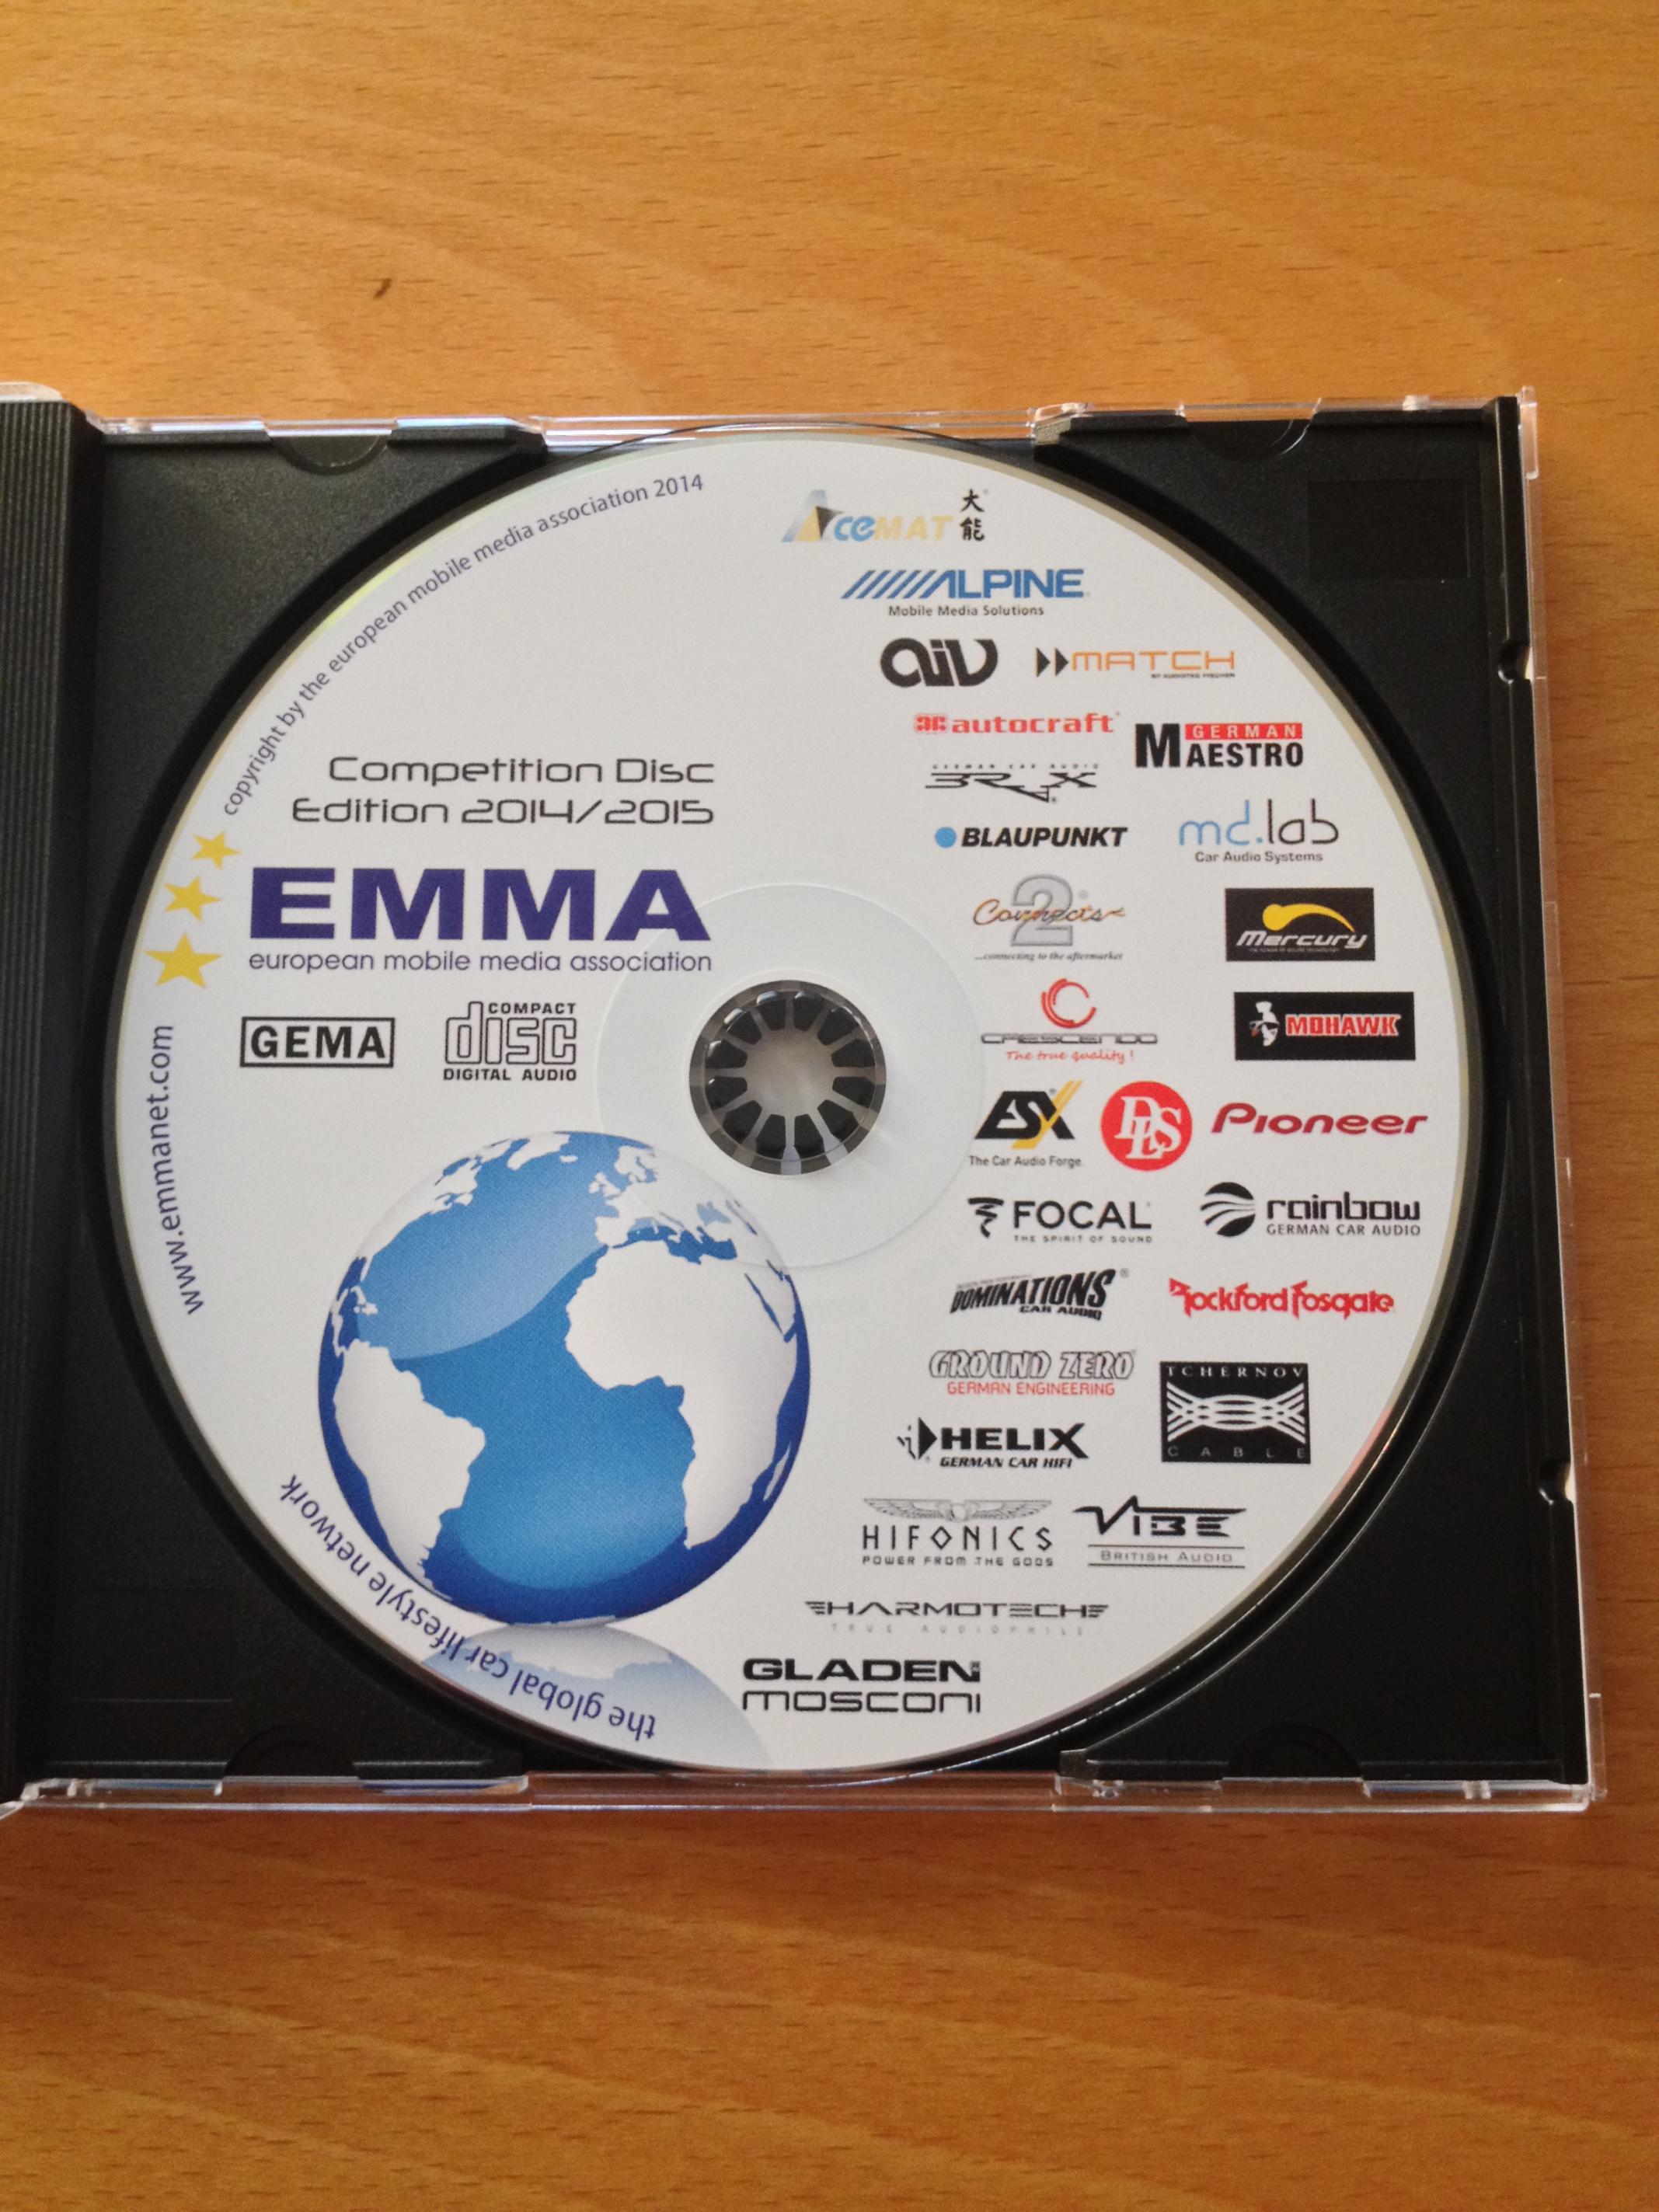 copyright by the european mobile media association 2014
Competition Disc
Edition 2014/2015
EMMA
european mobile media association
GEMA
COMPACT
disc
DIGITAL AUDIO
www.emmanet.com
the global car lifestyle network
AceMAT 大能
ALPINE
Mobile Media Solutions
aiv
MATCH
autocraft
GERMAN
MAESTRO
GERMAN CAR AUDIO
BRAX
BLAUPUNKT
md.lab
Car Audio Systems
Connects2
...connecting to the aftermarket
Mercury
CRESCENDO
The true quality!
MOHAWK
ESX
The Car Audio Forge.
DLS
Pioneer
FOCAL
THE SPIRIT OF SOUND
rainbow
GERMAN CAR AUDIO
DOMINATIONS
CAR AUDIO
Rockford Fosgate
GROUND ZERO
GERMAN ENGINEERING
TCHERNOV
CABLE
HELIX
GERMAN CAR HIFI
HIFONICS
POWER FROM THE GODS
VIBE
BRITISH AUDIO
HARMOTECH
TRUE AUDIOPHILE
GLADEN
MOSCONI